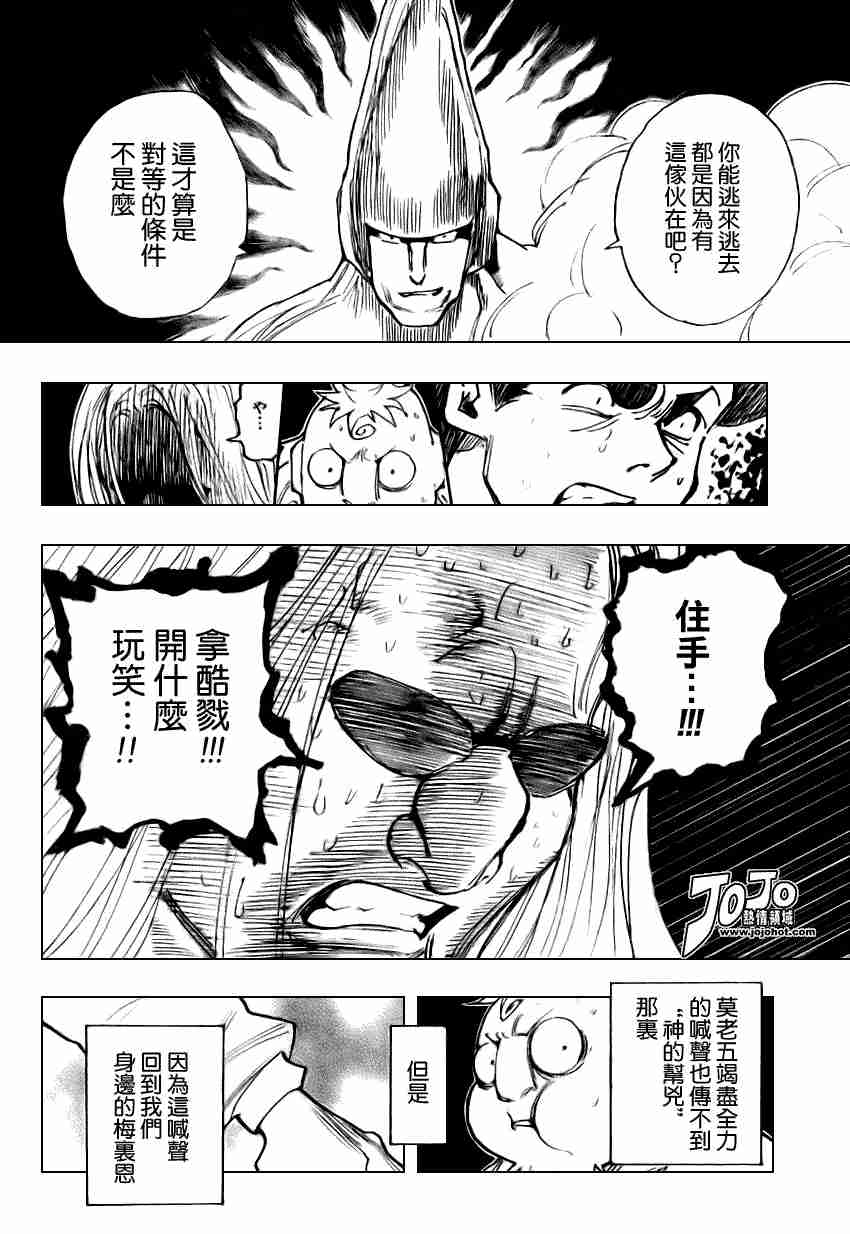 你能逃來逃去
都是因為有
這傢伙在吧?
這才算是
對等的條件
不是麼
や…
住手…!!!
拿酷戮!!!
開什麼
玩笑…!!
JOJO
熱情領域
www.jojohot.com
莫老五竭盡全力
的喊聲也傳不到
“神的幫兇”
那裏
但是
因為這喊聲
回到我們
身邊的梅裏恩